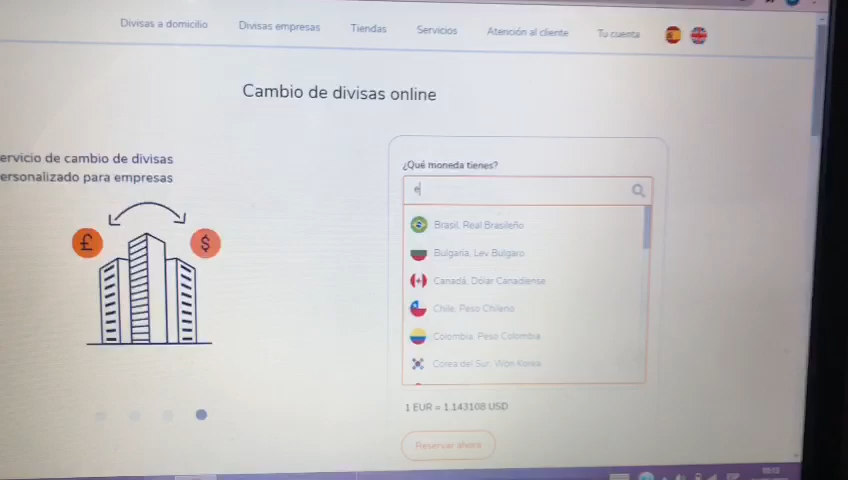 Divisas a domicilio
Divisas empresas
Tiendas
Servicios
Atención al cliente
Tu cuenta
Cambio de divisas online
ervicio de cambio de divisas
ersonalizado para empresas
£
$
¿Qué moneda tienes?
e
Brasil, Real Brasileño
Bulgaria, Lev Bulgaro
Canadá, Dólar Canadiense
Chile, Peso Chileno
Colombia, Peso Colombia
Corea del Sur, Won Korea
1 EUR = 1.143108 USD
Reservar ahora